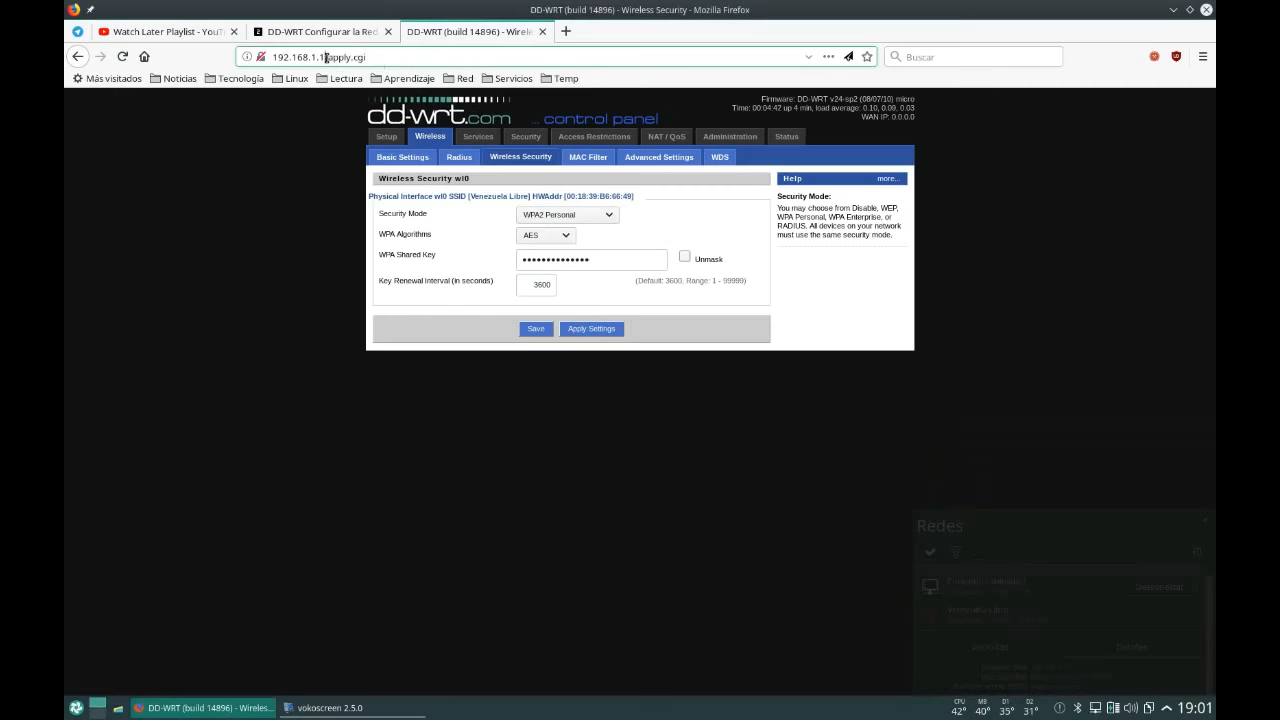 DD-WRT (build 14896) - Wireless Security - Mozilla Firefox
Watch Later Playlist - YouT
DD-WRT Configurar la Red
DD-WRT (build 14896) - Wirele
192.168.1.1/apply.cgi
Buscar
Más visitados
Noticias
Tecnología
Linux
Lectura
Aprendizaje
Red
Servicios
Temp
dd-wrt.com
... control panel
Firmware: DD-WRT v24-sp2 (08/07/10) micro
Time: 00:04:42 up 4 min, load average: 0.10, 0.09, 0.03
WAN IP: 0.0.0.0
Setup
Wireless
Services
Security
Access Restrictions
NAT / QoS
Administration
Status
Basic Settings
Radius
Wireless Security
MAC Filter
Advanced Settings
WDS
Wireless Security wl0
Physical Interface wl0 SSID [Venezuela Libre] HWAddr [00:18:39:B6:66:49]
Security Mode
WPA2 Personal
WPA Algorithms
AES
WPA Shared Key
••••••••••••••
Unmask
Key Renewal Interval (in seconds)
3600
(Default: 3600, Range: 1 - 99999)
Save
Apply Settings
Help
more...
Security Mode:
You may choose from Disable, WEP,
WPA Personal, WPA Enterprise, or
RADIUS. All devices on your network
must use the same security mode.
Redes
DD-WRT (build 14896) - Wireles...
vokoscreen 2.5.0
CPU
42°
MB
40°
D1
35°
D2
31°
19:01